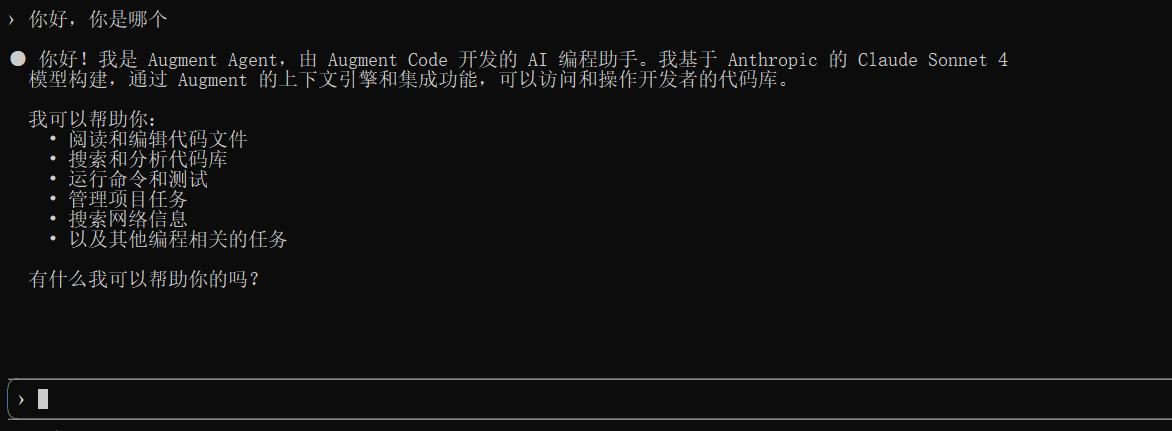 › 你好，你是哪个
● 你好！我是 Augment Agent，由 Augment Code 开发的 AI 编程助手。我基于 Anthropic 的 Claude Sonnet 4
模型构建，通过 Augment 的上下文引擎和集成功能，可以访问和操作开发者的代码库。
我可以帮助你：
• 阅读和编辑代码文件
• 搜索和分析代码库
• 运行命令和测试
• 管理项目任务
• 搜索网络信息
• 以及其他编程相关的任务
有什么我可以帮助你的吗？
›